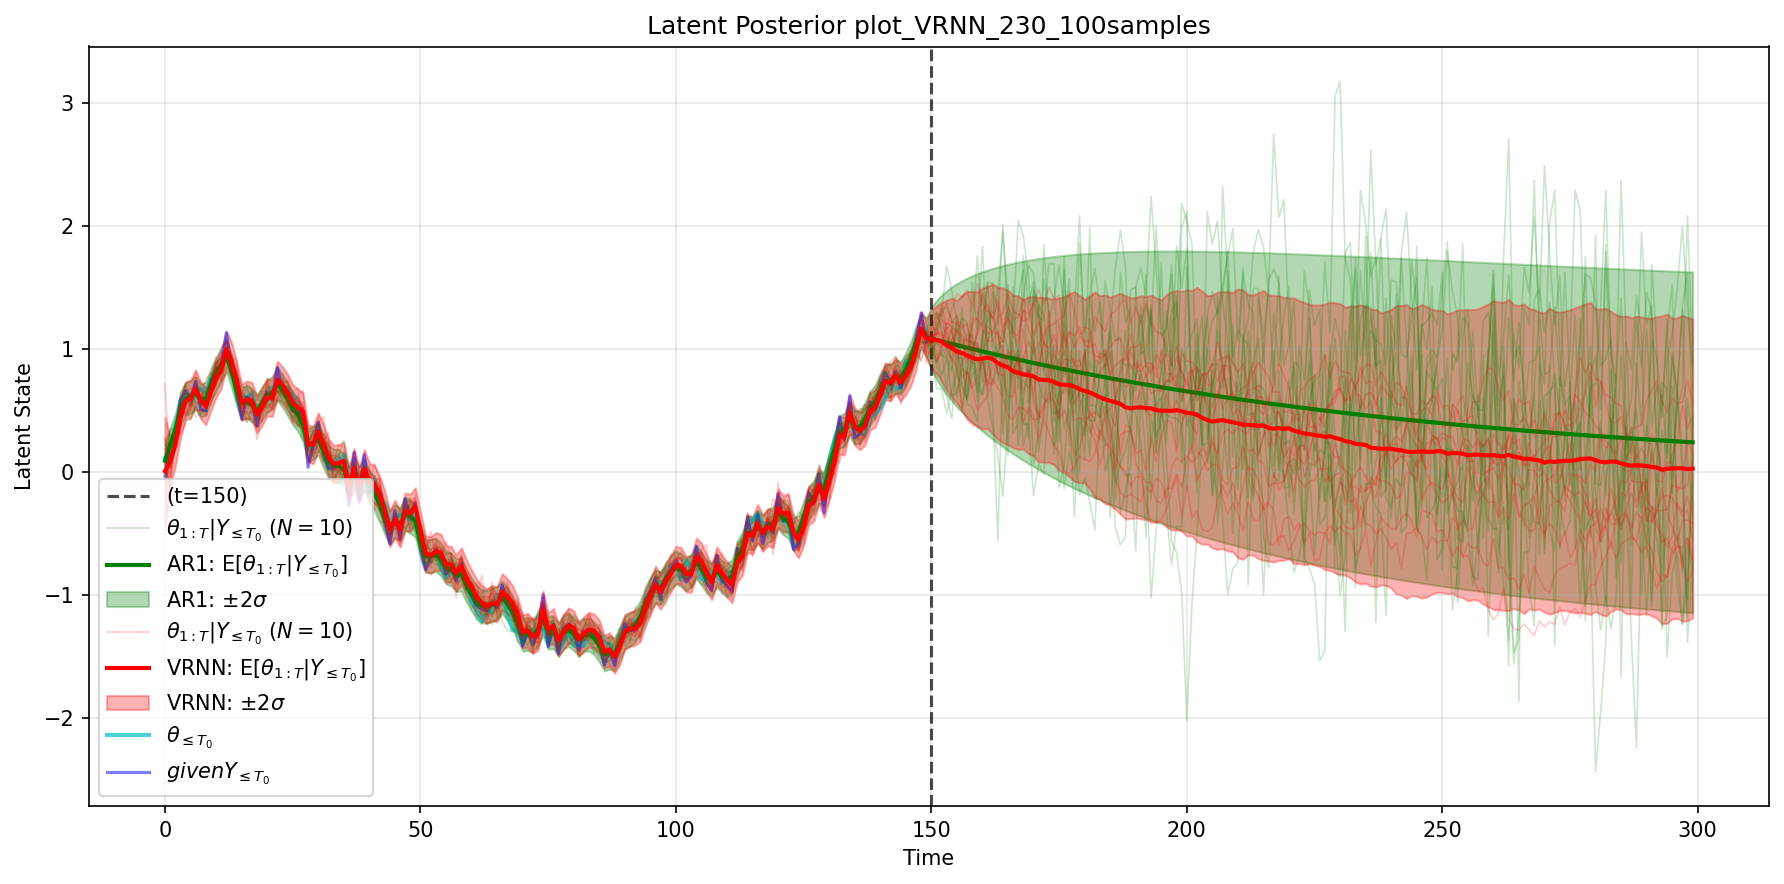 Latent Posterior plot_VRNN_230_100samples
Latent State
3
2
1
0
−1
−2
(t=150)
θ₁:T|Y≤T₀ (N = 10)
AR1: E[θ₁:T|Y≤T₀]
AR1: ±2σ
θ₁:T|Y≤T₀ (N = 10)
VRNN: E[θ₁:T|Y≤T₀]
VRNN: ±2σ
θ≤T₀
givenY≤T₀
0 50 100 150 200 250 300
Time